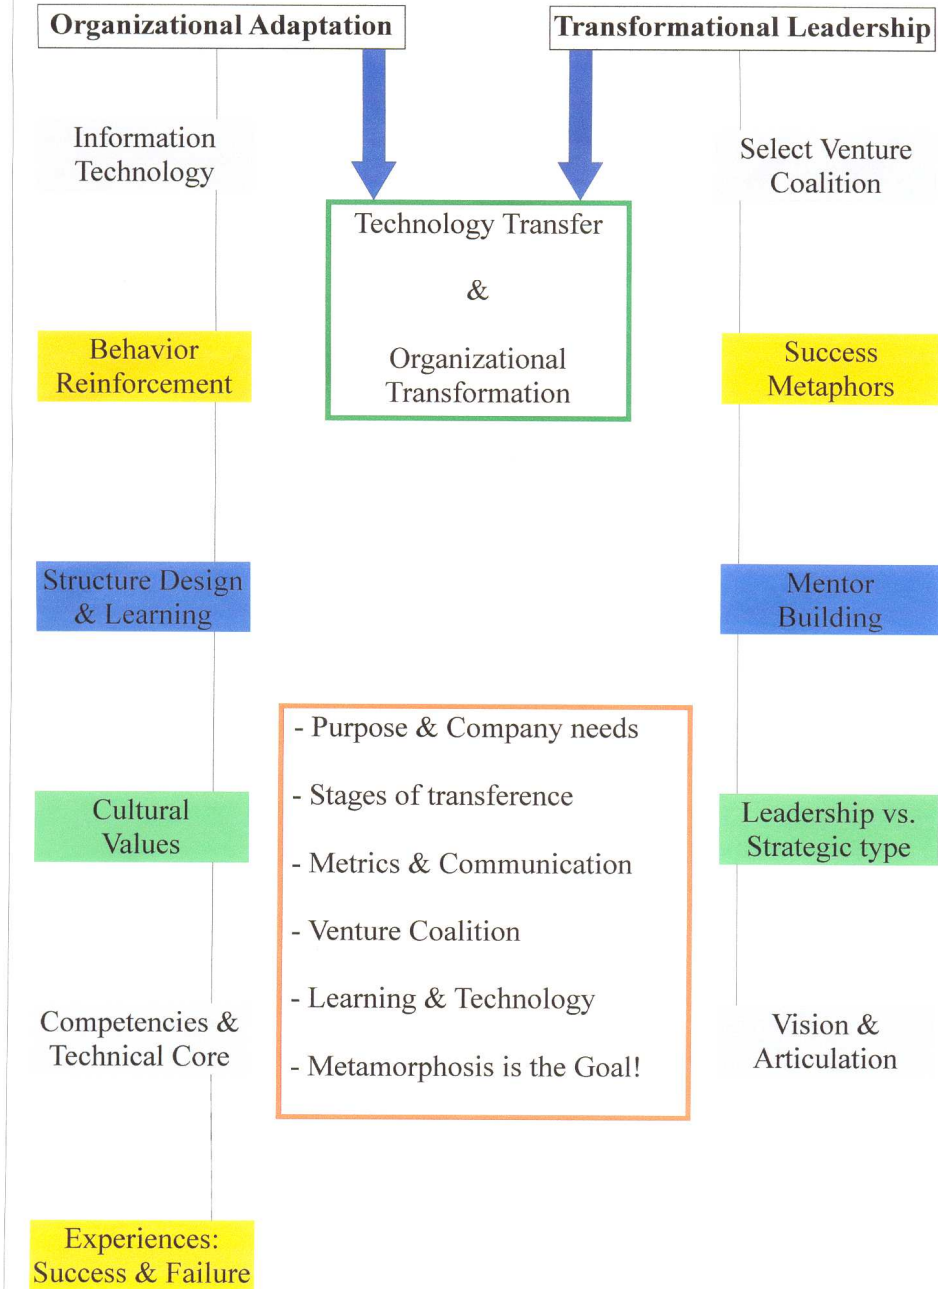 Organizational Adaptation
Transformational Leadership
Information
Technology
Select Venture
Coalition
Technology Transfer
&
Organizational
Transformation
Behavior
Reinforcement
Success
Metaphors
Structure Design
& Learning
Mentor
Building
- Purpose & Company needs
- Stages of transference
- Metrics & Communication
- Venture Coalition
- Learning & Technology
- Metamorphosis is the Goal!
Cultural
Values
Leadership vs.
Strategic type
Competencies &
Technical Core
Vision &
Articulation
Experiences:
Success & Failure